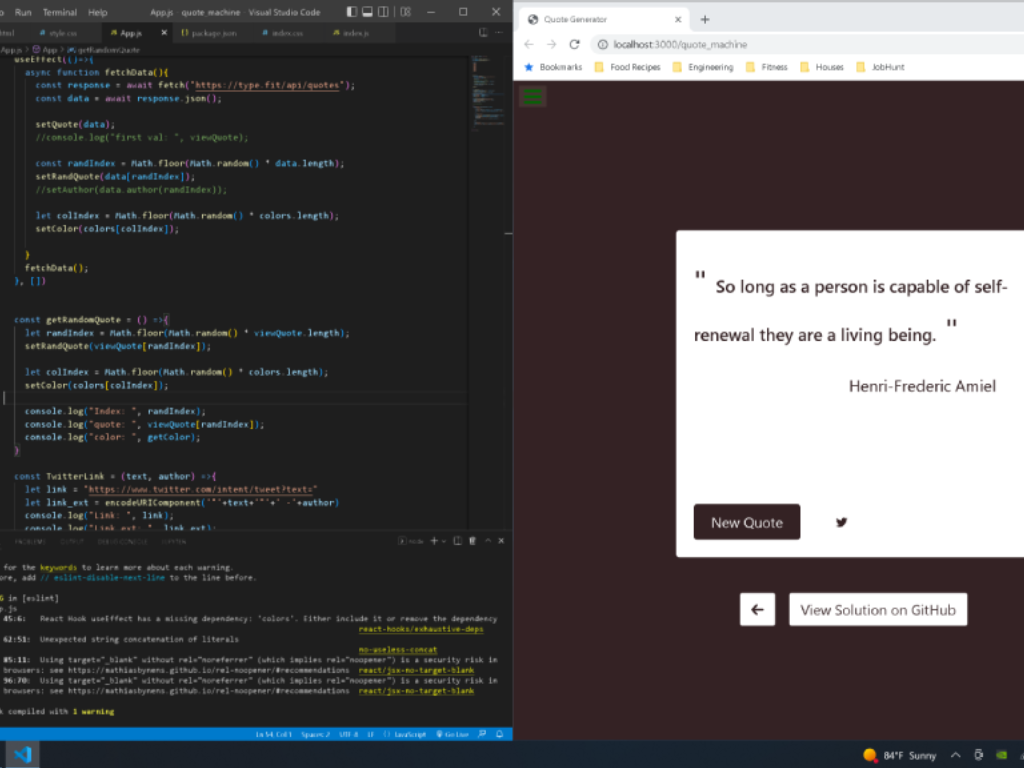 Run Terminal Help App.js - quote_machine - Visual Studio Code
style.css App.js package.json index.css index.js
App.js > App > getRandomQuote
useEffect(()=>{
async function fetchData(){
const response = await fetch("https://type.fit/api/quotes");
const data = await response.json();
setQuote(data);
//console.log("first val: ", viewQuote);
const randIndex = Math.floor(Math.random() * data.length);
setRandQuote(data[randIndex]);
//setAuthor(data.author(randIndex));
let colIndex = Math.floor(Math.random() * colors.length);
setColor(colors[colIndex]);
}
fetchData();
}, [])
const getRandomQuote = () =>{
let randIndex = Math.floor(Math.random() * viewQuote.length);
setRandQuote(viewQuote[randIndex]);
let colIndex = Math.floor(Math.random() * colors.length);
setColor(colors[colIndex]);
console.log("Index: ", randIndex);
console.log("quote: ", viewQuote[randIndex]);
console.log("color: ", getColor);
}
const TwitterLink = (text, author) =>{
let link = "https://www.twitter.com/intent/tweet?text="
let link_ext = encodeURIComponent('"'+text+'"'+' -'+author)
console.log("Link: ", link);
console.log("Link ext: ", link_ext);
PROBLEMS OUTPUT DEBUG CONSOLE
for the keywords to learn more about each warning.
ore, add // eslint-disable-next-line to the line before.
G in [eslint]
p.js
45:6: React Hook useEffect has a missing dependency: 'colors'. Either include it or remove the dependency
react-hooks/exhaustive-deps
62:51: Unexpected string concatenation of literals
no-useless-concat
85:11: Using target="_blank" without rel="noreferrer" (which implies rel="noopener") is a security risk in
browsers: see https://mathiasbynens.github.io/rel-noopener/#recommendations react/jsx-no-target-blank
96:70: Using target="_blank" without rel="noreferrer" (which implies rel="noopener") is a security risk in
browsers: see https://mathiasbynens.github.io/rel-noopener/#recommendations react/jsx-no-target-blank
k compiled with 1 warning
Ln 54, Col 1 Spaces: 2 UTF-8 LF {} JavaScript Go Live
Quote Generator
localhost:3000/quote_machine
Bookmarks Food Recipes Engineering Fitness Houses JobHunt
" So long as a person is capable of self-
renewal they are a living being. "
Henri-Frederic Amiel
New Quote
View Solution on GitHub
84°F Sunny